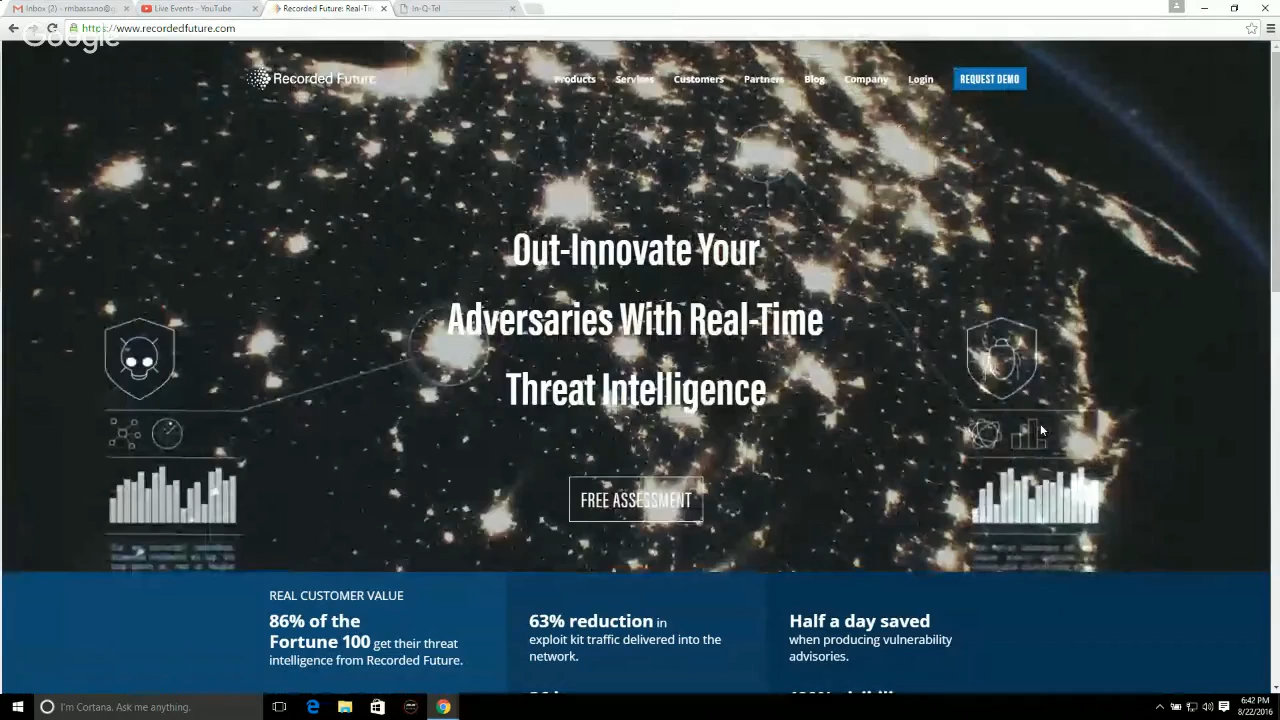 Inbox (2) - rmbassano@
Live Events - YouTube
Recorded Future: Real-Tim
In-Q-Tel
https://www.recordedfuture.com
Google
Recorded Future
Products
Services
Customers
Partners
Blog
Company
Login
REQUEST DEMO
Out-Innovate Your
Adversaries With Real-Time
Threat Intelligence
FREE ASSESSMENT
REAL CUSTOMER VALUE
86% of the
Fortune 100 get their threat
intelligence from Recorded Future.
63% reduction in
exploit kit traffic delivered into the
network.
Half a day saved
when producing vulnerability
advisories.
I'm Cortana. Ask me anything.
6:42 PM
8/22/2016